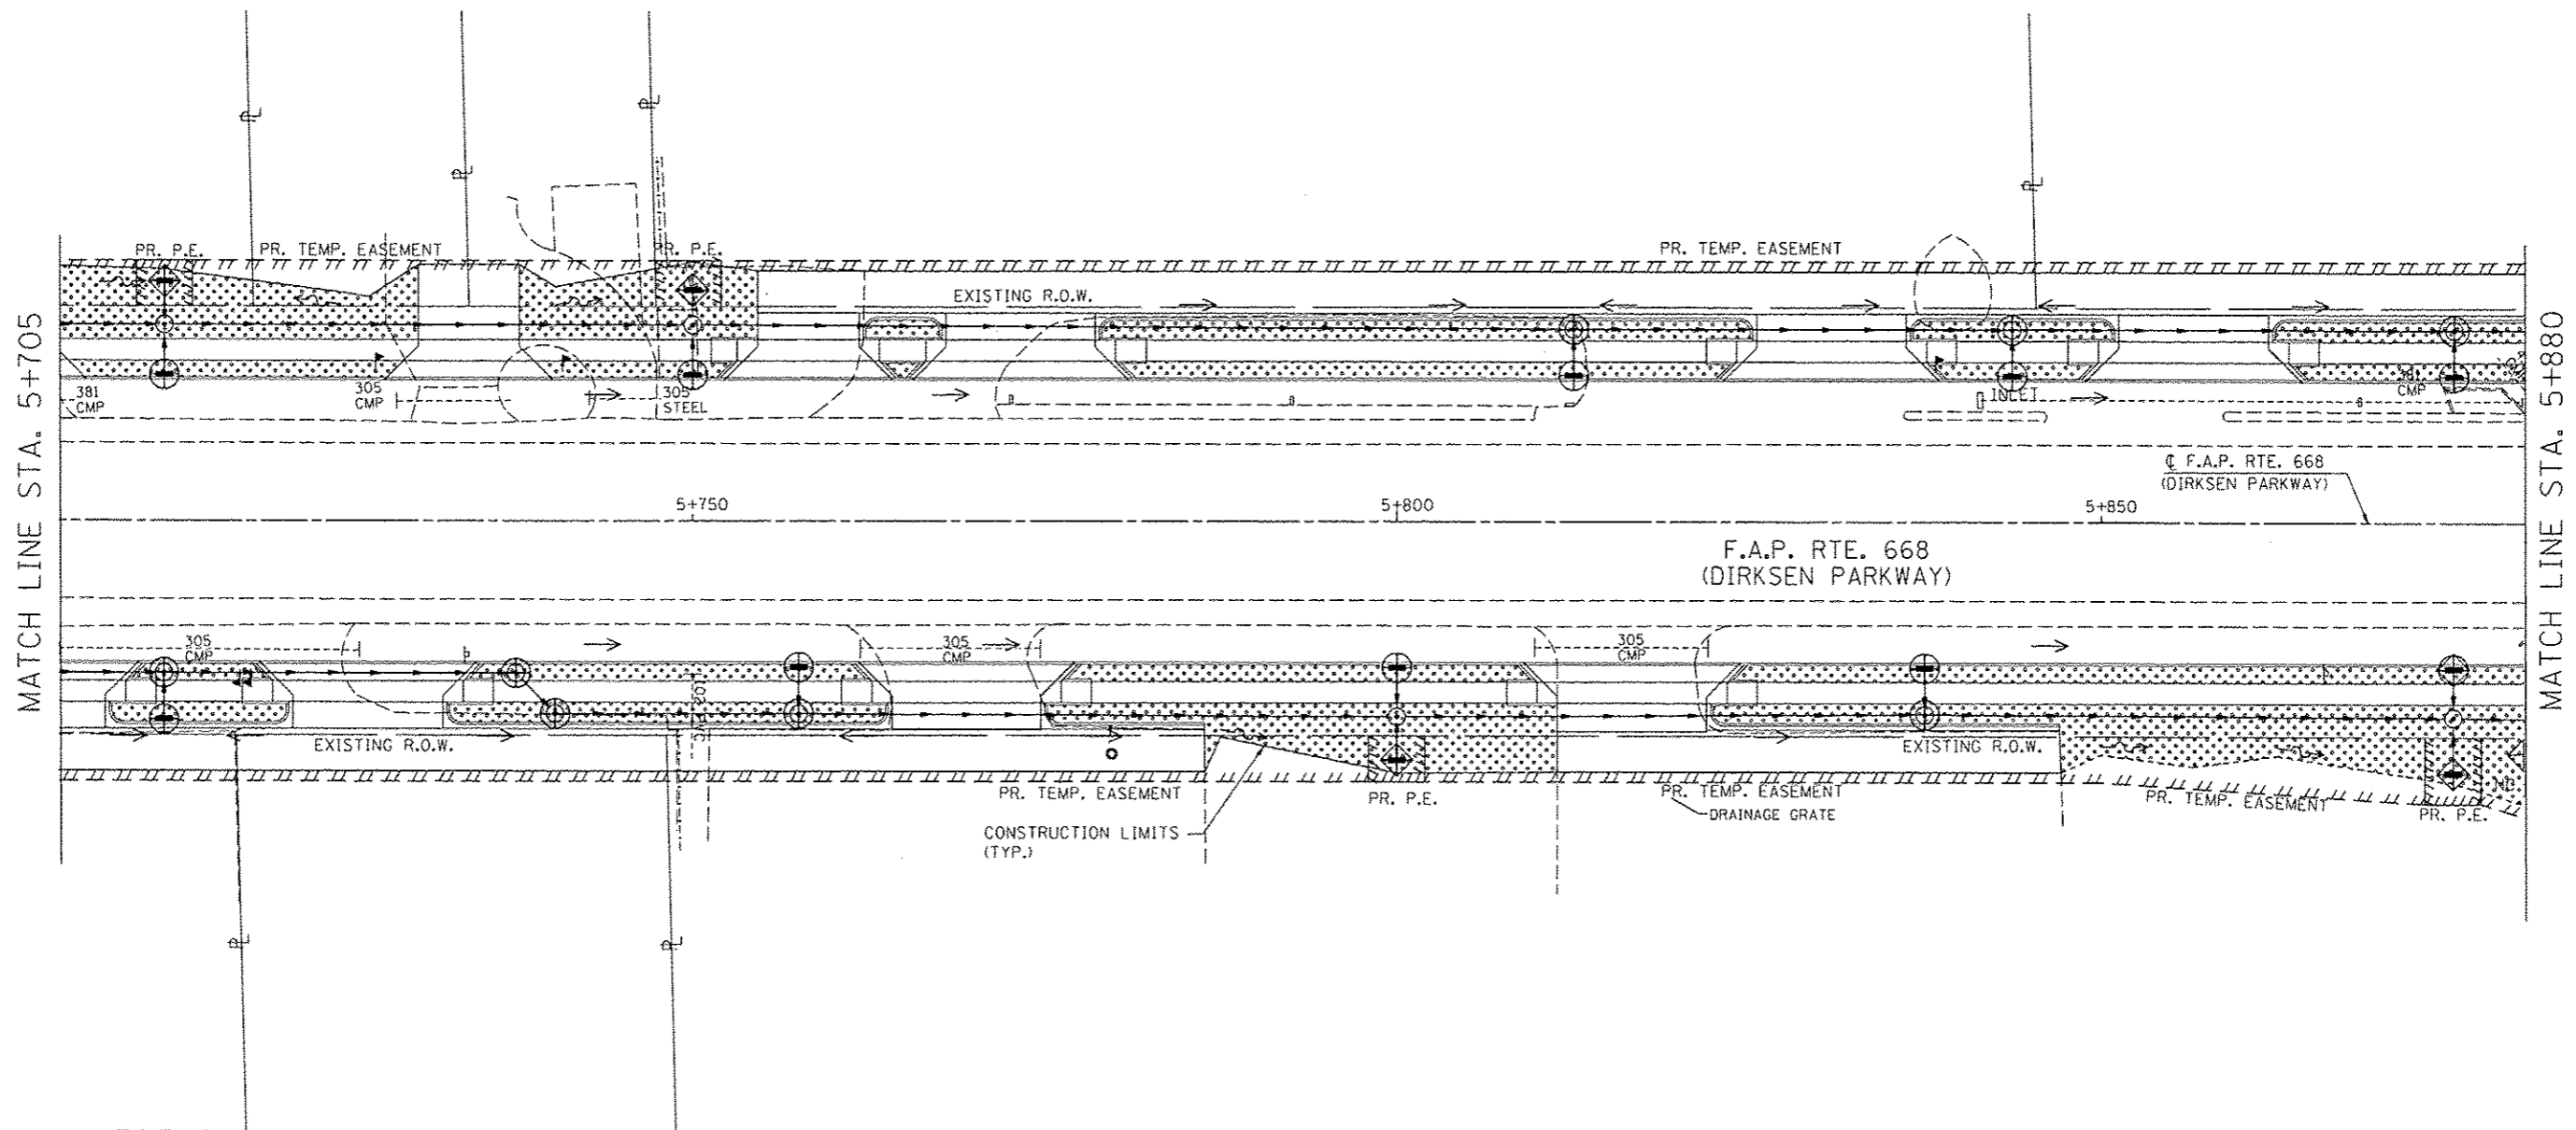 MATCH LINE STA. 5+705
PR. P.E.
PR. TEMP. EASEMENT
PR. P.E.
PR. TEMP. EASEMENT
EXISTING R.O.W.
381
CMP
305
CMP
305
STEEL
INLET
CMP
MATCH LINE STA. 5+880
℄ F.A.P. RTE. 668
(DIRKSEN PARKWAY)
5+750
5+800
5+850
F.A.P. RTE. 668
(DIRKSEN PARKWAY)
305
CMP
305
CMP
305
CMP
EXISTING R.O.W.
EXISTING R.O.W.
PR. TEMP. EASEMENT
PR. P.E.
PR. TEMP. EASEMENT
DRAINAGE GRATE
PR. TEMP. EASEMENT
PR. P.E.
CONSTRUCTION LIMITS
(TYP.)